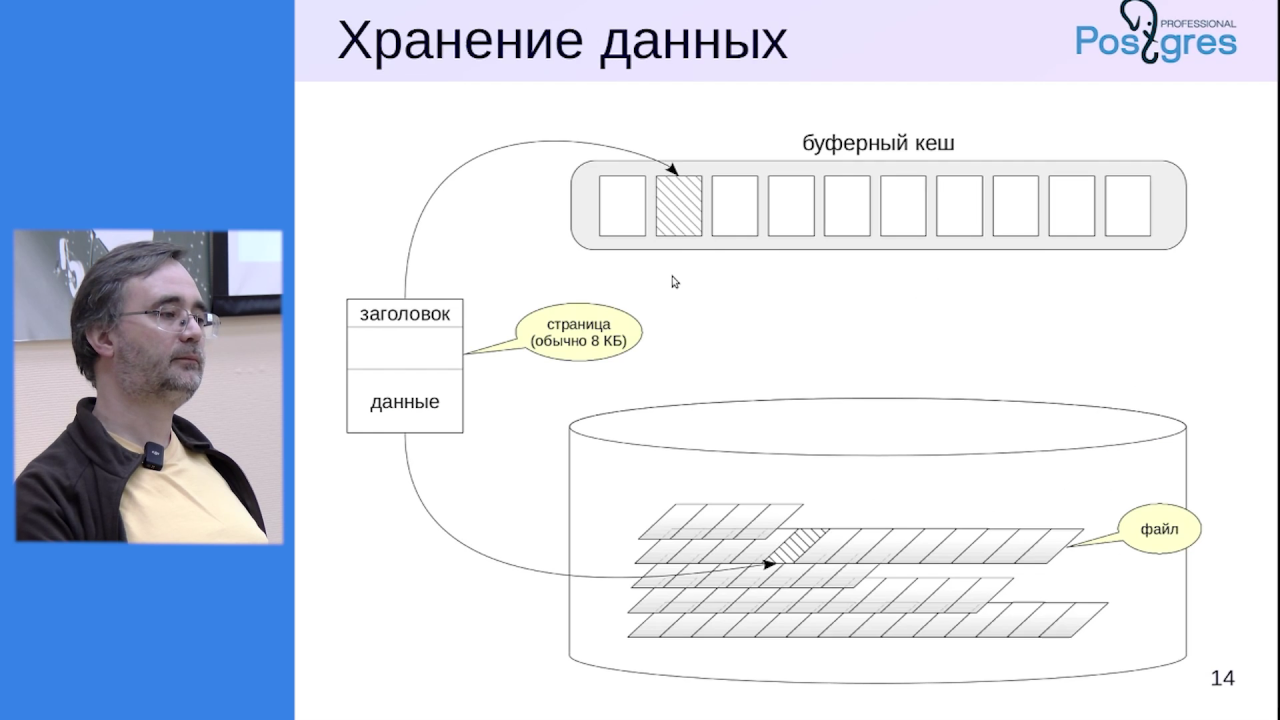 Хранение данных
PROFESSIONAL
Postgres
буферный кеш
заголовок
страница
(обычно 8 КБ)
данные
файл
14